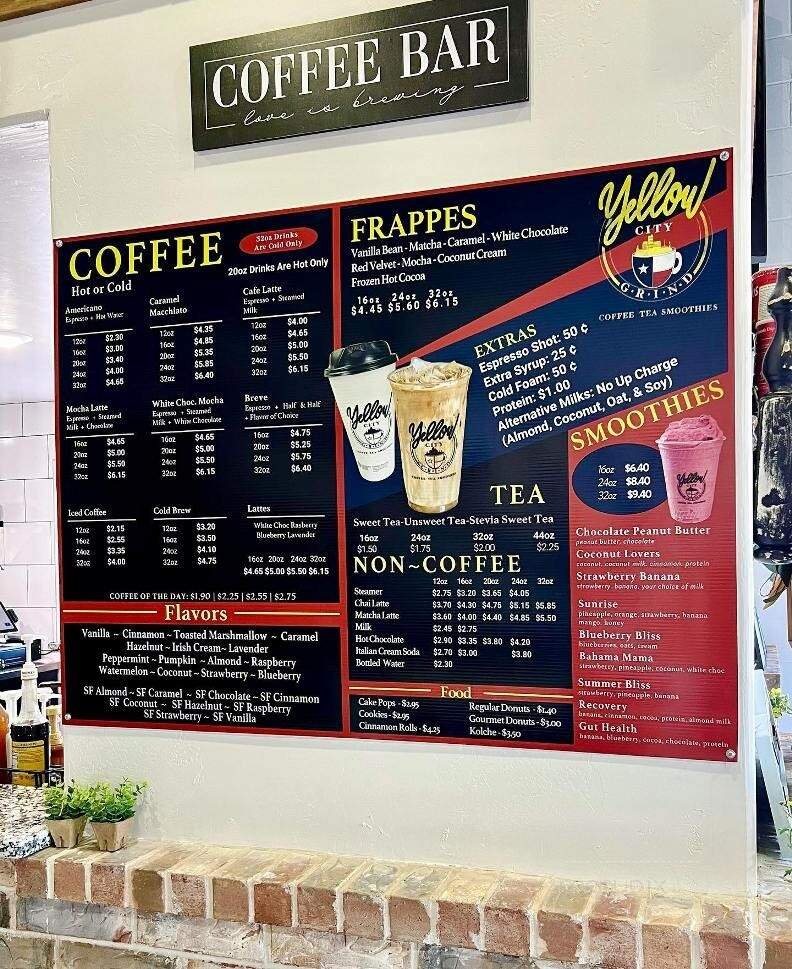 COFFEE BAR
love is brewing
COFFEE
Hot or Cold
32oz Drinks
Are Cold Only
20oz Drinks Are Hot Only
Americano
Espresso + Hot Water
12oz $2.30
16oz $3.00
20oz $3.40
24oz $4.00
32oz $4.65
Caramel
Macchiato
12oz $4.35
16oz $4.85
20oz $5.35
24oz $5.85
32oz $6.40
Cafe Latte
Espresso + Steamed
Milk
12oz $4.00
16oz $4.65
20oz $5.00
24oz $5.50
32oz $6.15
Mocha Latte
Espresso + Steamed
Milk + Chocolate
16oz $4.65
20oz $5.00
24oz $5.50
32oz $6.15
White Choc. Mocha
Espresso + Steamed
Milk + White Chocolate
16oz $4.65
20oz $5.00
24oz $5.50
32oz $6.15
Breve
Espresso + Half & Half
+ Flavor of Choice
16oz $4.75
20oz $5.25
24oz $5.75
32oz $6.40
Iced Coffee
12oz $2.15
16oz $2.55
24oz $3.35
32oz $4.00
Cold Brew
12oz $3.20
16oz $3.50
24oz $4.10
32oz $4.75
Lattes
White Choc Rasberry
Blueberry Lavender
16oz 20oz 24oz 32oz
$4.65 $5.00 $5.50 $6.15
COFFEE OF THE DAY: $1.90 | $2.25 | $2.55 | $2.75
Flavors
Vanilla ~ Cinnamon ~ Toasted Marshmallow ~ Caramel
Hazelnut ~ Irish Cream~ Lavender
Peppermint ~ Pumpkin ~ Almond ~ Raspberry
Watermelon ~ Coconut ~ Strawberry ~ Blueberry
SF Almond ~ SF Caramel ~ SF Chocolate ~ SF Cinnamon
SF Coconut ~ SF Hazelnut ~ SF Raspberry
SF Strawberry ~ SF Vanilla
FRAPPES
Vanilla Bean - Matcha - Caramel - White Chocolate
Red Velvet - Mocha - Coconut Cream
Frozen Hot Cocoa
16oz 24oz 32oz
$4.45 $5.60 $6.15
Yellow
CITY
G·R·I·N·D
COFFEE TEA SMOOTHIES
EXTRAS
Espresso Shot: 50 ¢
Extra Syrup: 25 ¢
Cold Foam: 50 ¢
Protein: $1.00
Alternative Milks: No Up Charge
(Almond, Coconut, Oat, & Soy)
Yellow
CITY
Yellow
CITY
TEA
Sweet Tea-Unsweet Tea-Stevia Sweet Tea
16oz 24oz 32oz 44oz
$1.50 $1.75 $2.00 $2.25
NON~COFFEE
12oz 16oz 20oz 24oz 32oz
Steamer $2.75 $3.20 $3.65 $4.05
Chai Latte $3.70 $4.30 $4.75 $5.15 $5.85
Matcha Latte $3.60 $4.00 $4.40 $4.85 $5.50
Milk $2.45 $2.75
Hot Chocolate $2.90 $3.35 $3.80 $4.20
Italian Cream Soda $2.70 $3.00 $3.80
Bottled Water $2.30
Food
Cake Pops - $2.95
Cookies - $2.95
Cinnamon Rolls - $4.25
Regular Donuts - $1.40
Gourmet Donuts - $3.00
Kolche - $3.50
SMOOTHIES
16oz $6.40
24oz $8.40
32oz $9.40
Yellow
Chocolate Peanut Butter
peanut butter, chocolate
Coconut Lovers
coconut, coconut milk, cinnamon, protein
Strawberry Banana
strawberry, banana, your choice of milk
Sunrise
pineapple, orange, strawberry, banana
mango, honey
Blueberry Bliss
blueberries, oats, cream
Bahama Mama
strawberry, pineapple, coconut, white choc
Summer Bliss
strawberry, pineapple, banana
Recovery
banana, cinnamon, cocoa, protein, almond milk
Gut Health
banana, blueberry, cocoa, chocolate, protein